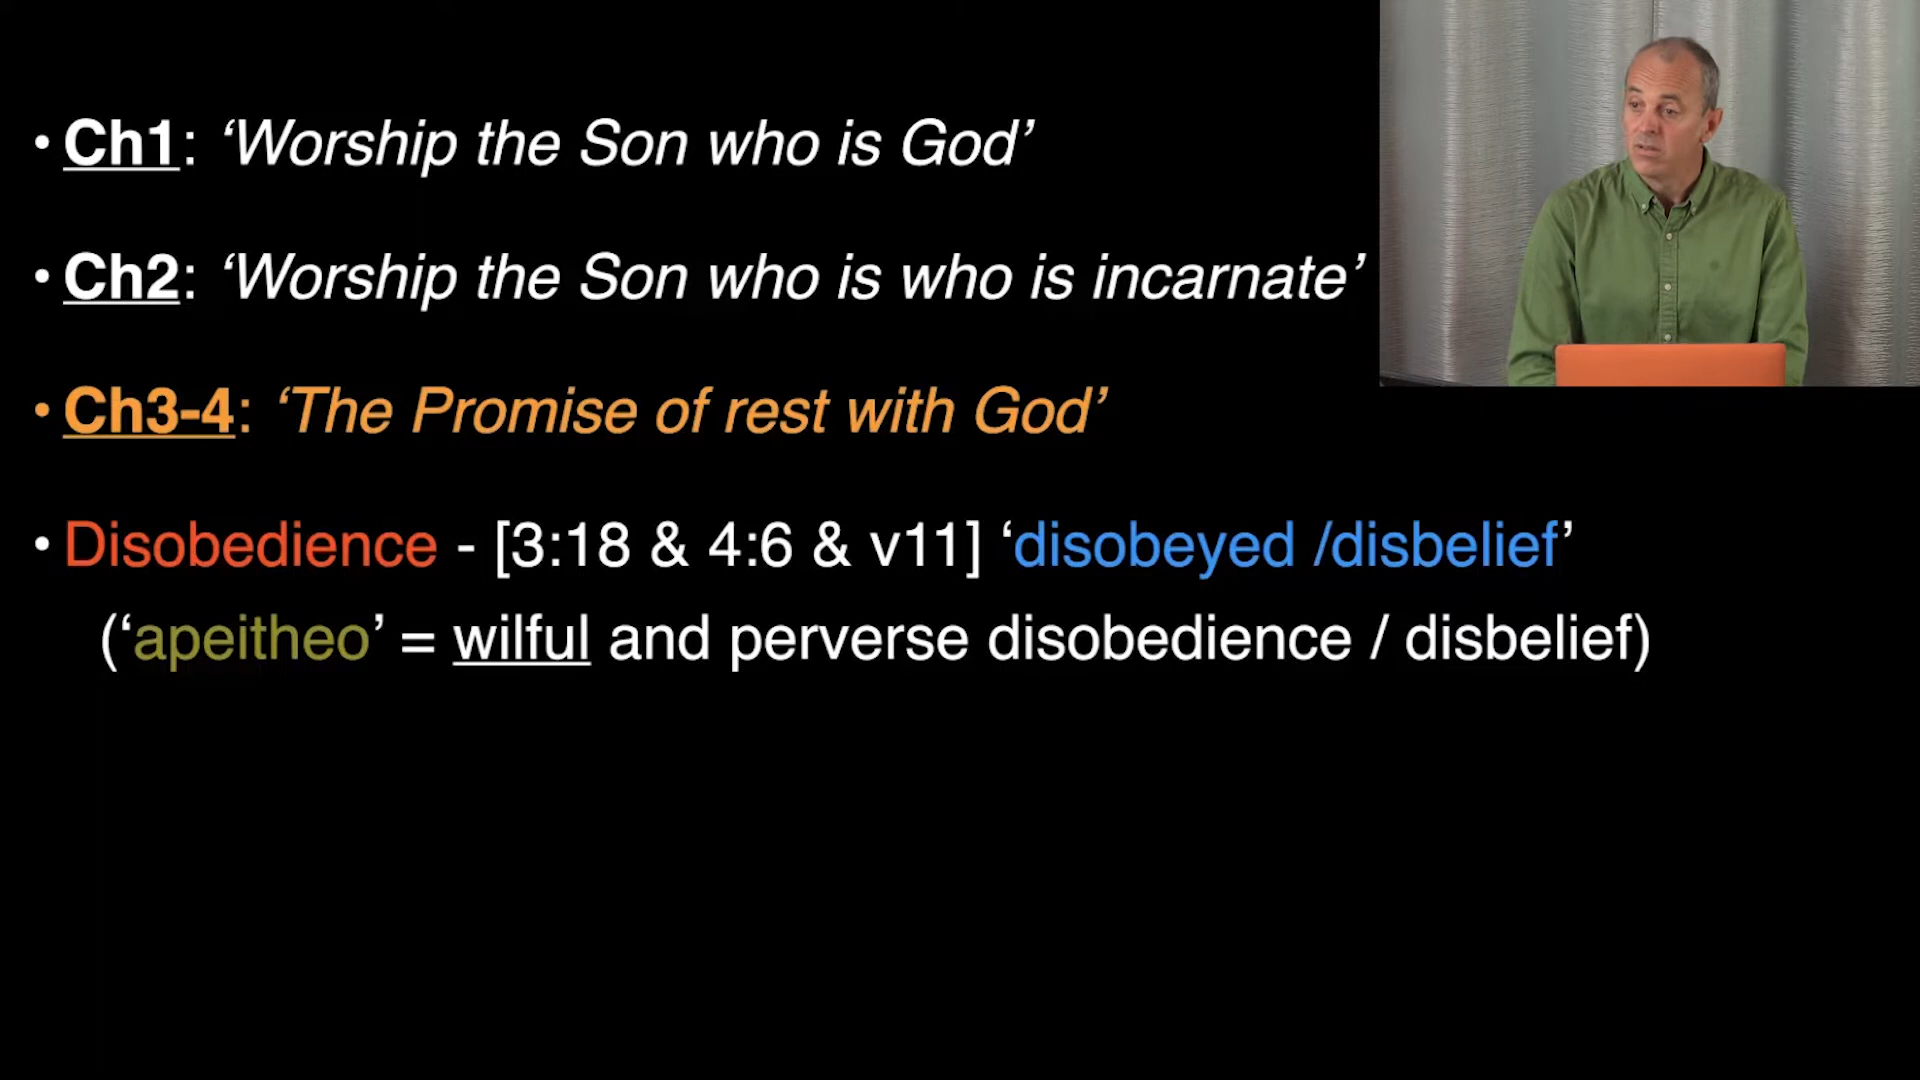 • Ch1: ‘Worship the Son who is God’
• Ch2: ‘Worship the Son who is who is incarnate’
• Ch3-4: ‘The Promise of rest with God’
• Disobedience - [3:18 & 4:6 & v11] ‘disobeyed /disbelief’
(‘apeitheo’ = wilful and perverse disobedience / disbelief)